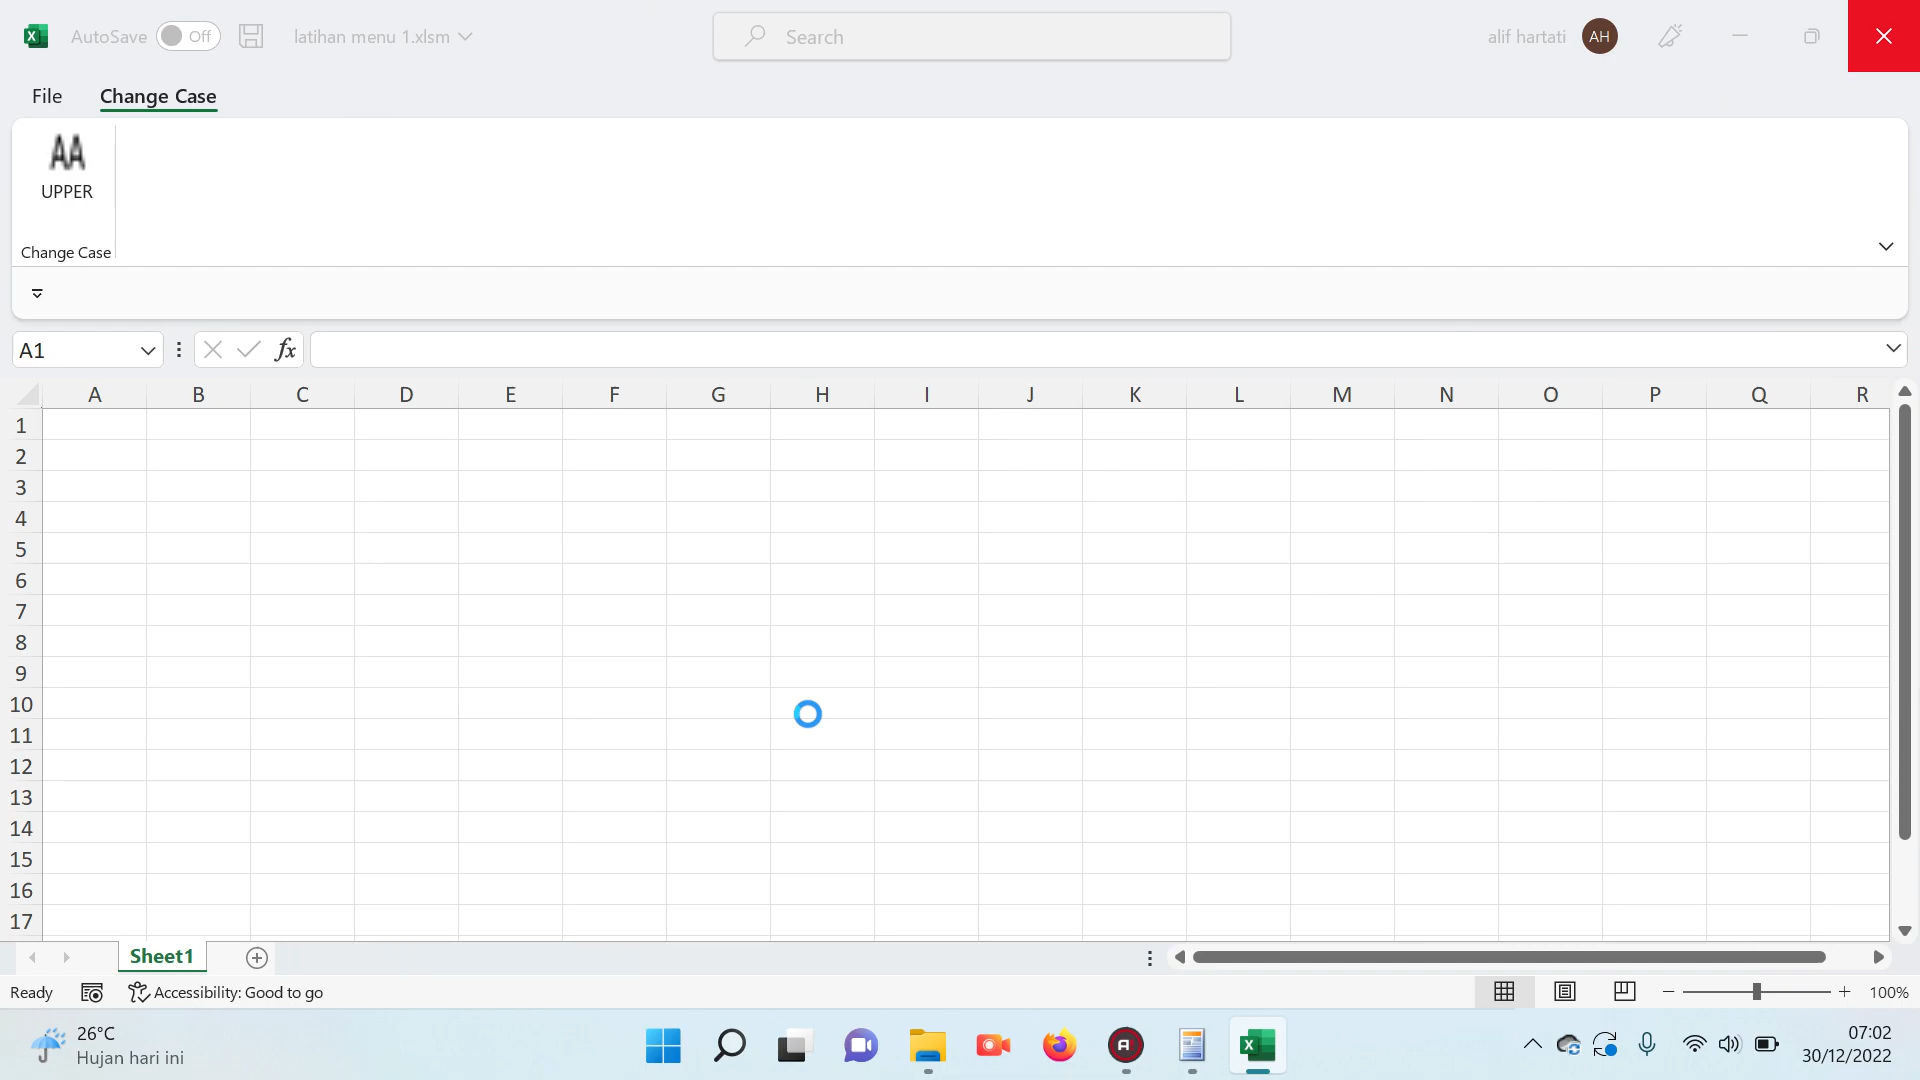 AutoSave Off latihan menu 1.xlsm Search alif hartati AH
File Change Case
AA
UPPER
Change Case
A1 fx
A B C D E F G H I J K L M N O P Q R
1
2
3
4
5
6
7
8
9
10
11
12
13
14
15
16
17
Sheet1
Ready Accessibility: Good to go 100%
26°C
Hujan hari ini
07:02
30/12/2022